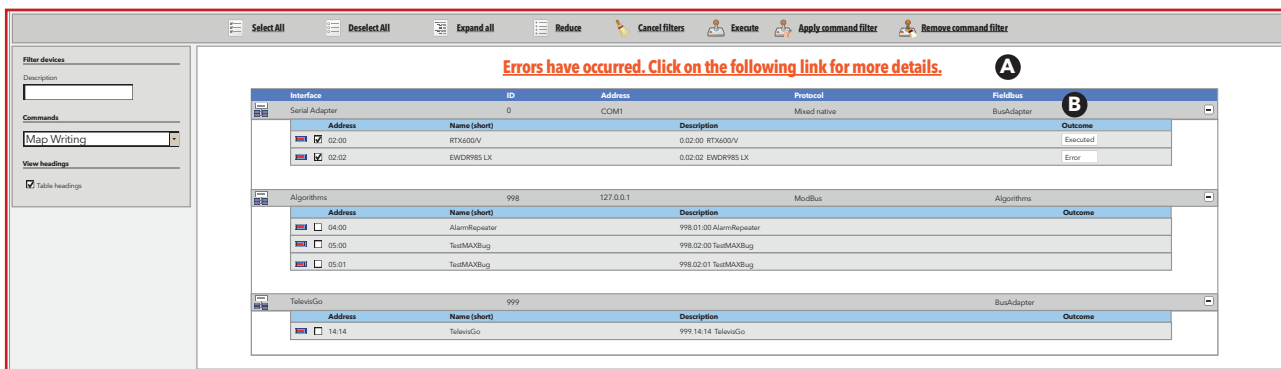 Select All Deselect All Expand all Reduce Cancel filters Execute Apply command filter Remove command filter
Filter devices
Description
Commands
Map Writing
View headings
Table headings
Errors have occurred. Click on the following link for more details. A
Interface ID Address Protocol Fieldbus B
Serial Adapter 0 COM1 Mixed native BusAdapter
Address Name (short) Description Outcome
02:00 RTX600/V 0.02:00 RTX600/V Executed
02:02 EWDR985 LX 0.02:02 EWDR985 LX Error
Algorithms 998 127.0.0.1 ModBus Algorithms
Address Name (short) Description Outcome
04:00 AlarmRepeater 998.01:00 AlarmRepeater
05:00 TestMAXBug 998.02:00 TestMAXBug
05:01 TestMAXBug 998.02:01 TestMAXBug
TelevisGo 999 BusAdapter
Address Name (short) Description Outcome
14:14 TelevisGo 999.14:14 TelevisGo